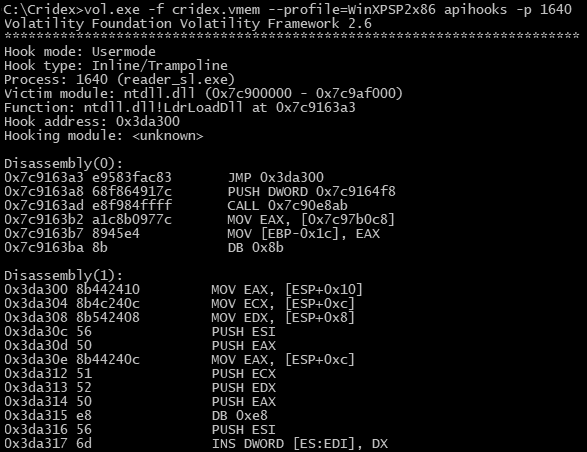 C:\Cridex>vol.exe -f cridex.vmem --profile=WinXPSP2x86 apihooks -p 1640
Volatility Foundation Volatility Framework 2.6
************************************************************************
Hook mode: Usermode
Hook type: Inline/Trampoline
Process: 1640 (reader_sl.exe)
Victim module: ntdll.dll (0x7c900000 - 0x7c9af000)
Function: ntdll.dll!LdrLoadDll at 0x7c9163a3
Hook address: 0x3da300
Hooking module: <unknown>

Disassembly(0):
0x7c9163a3 e9583fac83 JMP 0x3da300
0x7c9163a8 68f864917c PUSH DWORD 0x7c9164f8
0x7c9163ad e8f984ffff CALL 0x7c90e8ab
0x7c9163b2 a1c8b0977c MOV EAX, [0x7c97b0c8]
0x7c9163b7 8945e4 MOV [EBP-0x1c], EAX
0x7c9163ba 8b DB 0x8b

Disassembly(1):
0x3da300 8b442410 MOV EAX, [ESP+0x10]
0x3da304 8b4c240c MOV ECX, [ESP+0xc]
0x3da308 8b542408 MOV EDX, [ESP+0x8]
0x3da30c 56 PUSH ESI
0x3da30d 50 PUSH EAX
0x3da30e 8b44240c MOV EAX, [ESP+0xc]
0x3da312 51 PUSH ECX
0x3da313 52 PUSH EDX
0x3da314 50 PUSH EAX
0x3da315 e8 DB 0xe8
0x3da316 56 PUSH ESI
0x3da317 6d INS DWORD [ES:EDI], DX